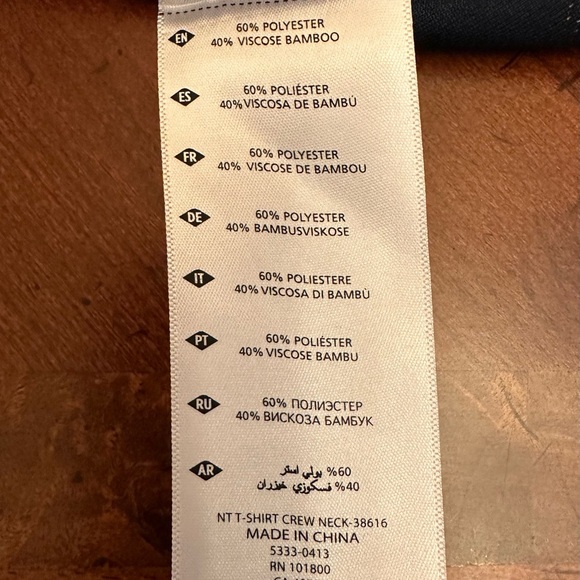 EN 60% POLYESTER
40% VISCOSE BAMBOO
ES 60% POLIÉSTER
40% VISCOSA DE BAMBÚ
FR 60% POLYESTER
40% VISCOSE DE BAMBOU
DE 60% POLYESTER
40% BAMBUSVISKOSE
IT 60% POLIESTERE
40% VISCOSA DI BAMBÙ
PT 60% POLIÉSTER
40% VISCOSE BAMBU
RU 60% ПОЛИЭСТЕР
40% ВИСКОЗА БАМБУК
AR %60 بولي استر
%40 فسكوزي خيزران
NT T-SHIRT CREW NECK-38616
MADE IN CHINA
5333-0413
RN 101800